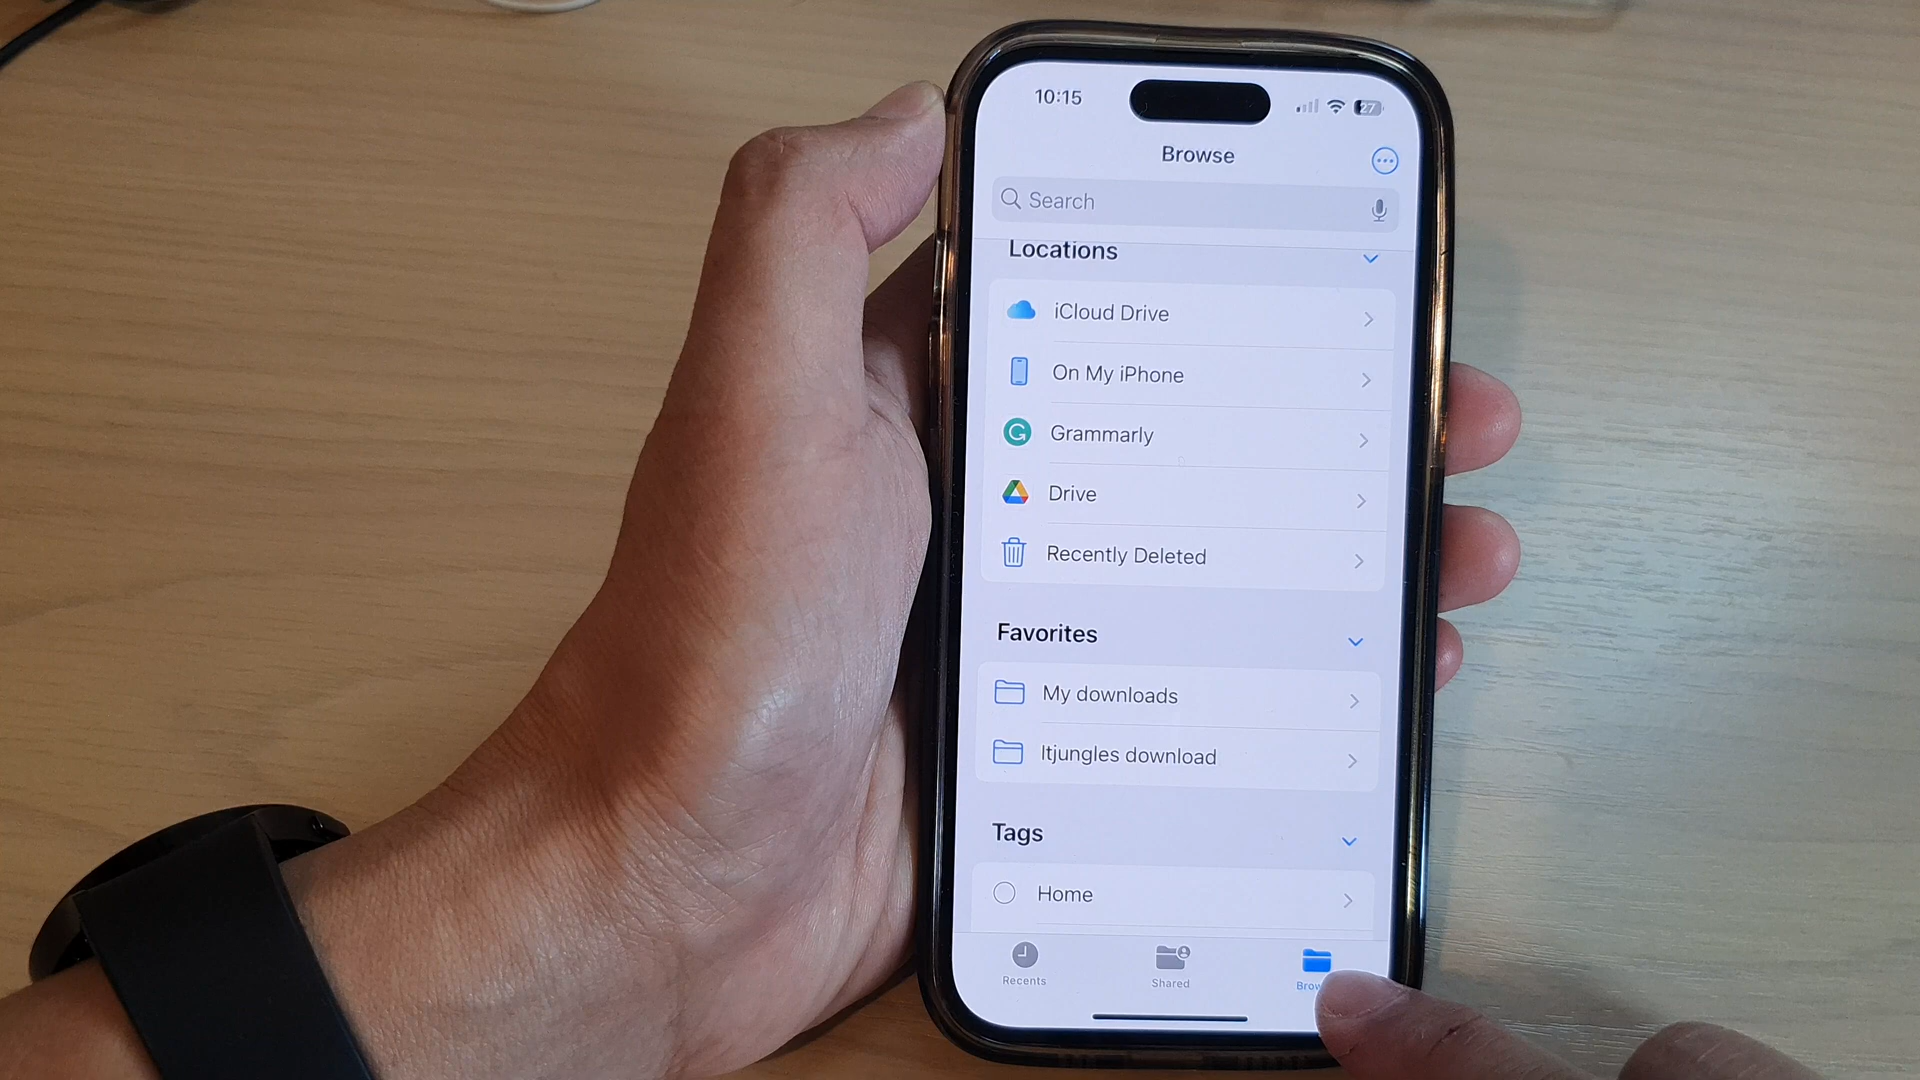 10:15
27
Browse
Search
Locations
iCloud Drive
On My iPhone
Grammarly
Drive
Recently Deleted
Favorites
My downloads
Itjungles download
Tags
Home
Recents
Shared